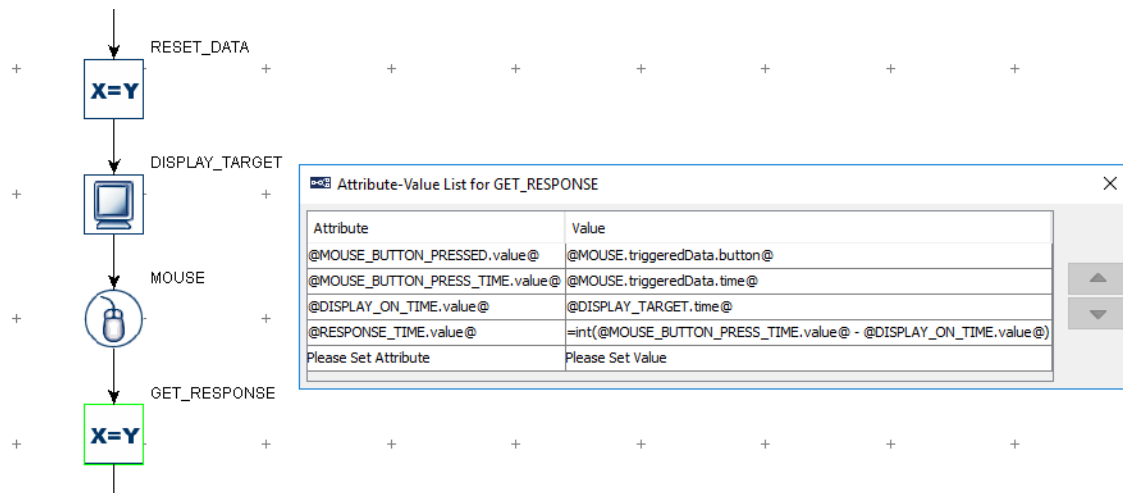 RESET_DATA
X=Y
DISPLAY_TARGET
MOUSE
GET_RESPONSE
X=Y
Attribute-Value List for GET_RESPONSE
Attribute Value
@MOUSE_BUTTON_PRESSED.value@ @MOUSE.triggeredData.button@
@MOUSE_BUTTON_PRESS_TIME.value@ @MOUSE.triggeredData.time@
@DISPLAY_ON_TIME.value@ @DISPLAY_TARGET.time@
@RESPONSE_TIME.value@ =int(@MOUSE_BUTTON_PRESS_TIME.value@ - @DISPLAY_ON_TIME.value@)
Please Set Attribute Please Set Value